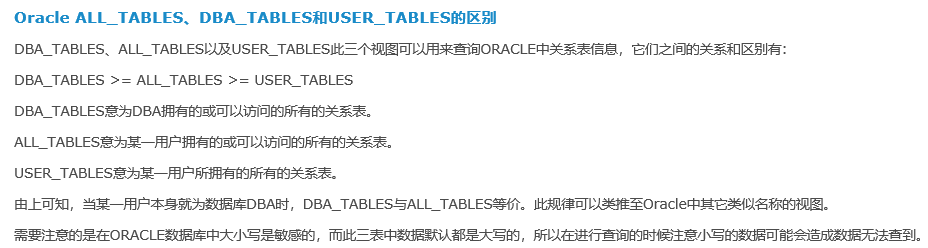 Oracle ALL_TABLES、DBA_TABLES和USER_TABLES的区别
DBA_TABLES、ALL_TABLES以及USER_TABLES此三个视图可以用来查询ORACLE中关系表信息，它们之间的关系和区别有：
DBA_TABLES >= ALL_TABLES >= USER_TABLES
DBA_TABLES意为DBA拥有的或可以访问的所有的关系表。
ALL_TABLES意为某一用户拥有的或可以访问的所有的关系表。
USER_TABLES意为某一用户所拥有的所有的关系表。
由上可知，当某一用户本身就为数据库DBA时，DBA_TABLES与ALL_TABLES等价。此规律可以类推至Oracle中其它类似名称的视图。
需要注意的是在ORACLE数据库中大小写是敏感的，而此三表中数据默认都是大写的，所以在进行查询的时候注意小写的数据可能会造成数据无法查到。